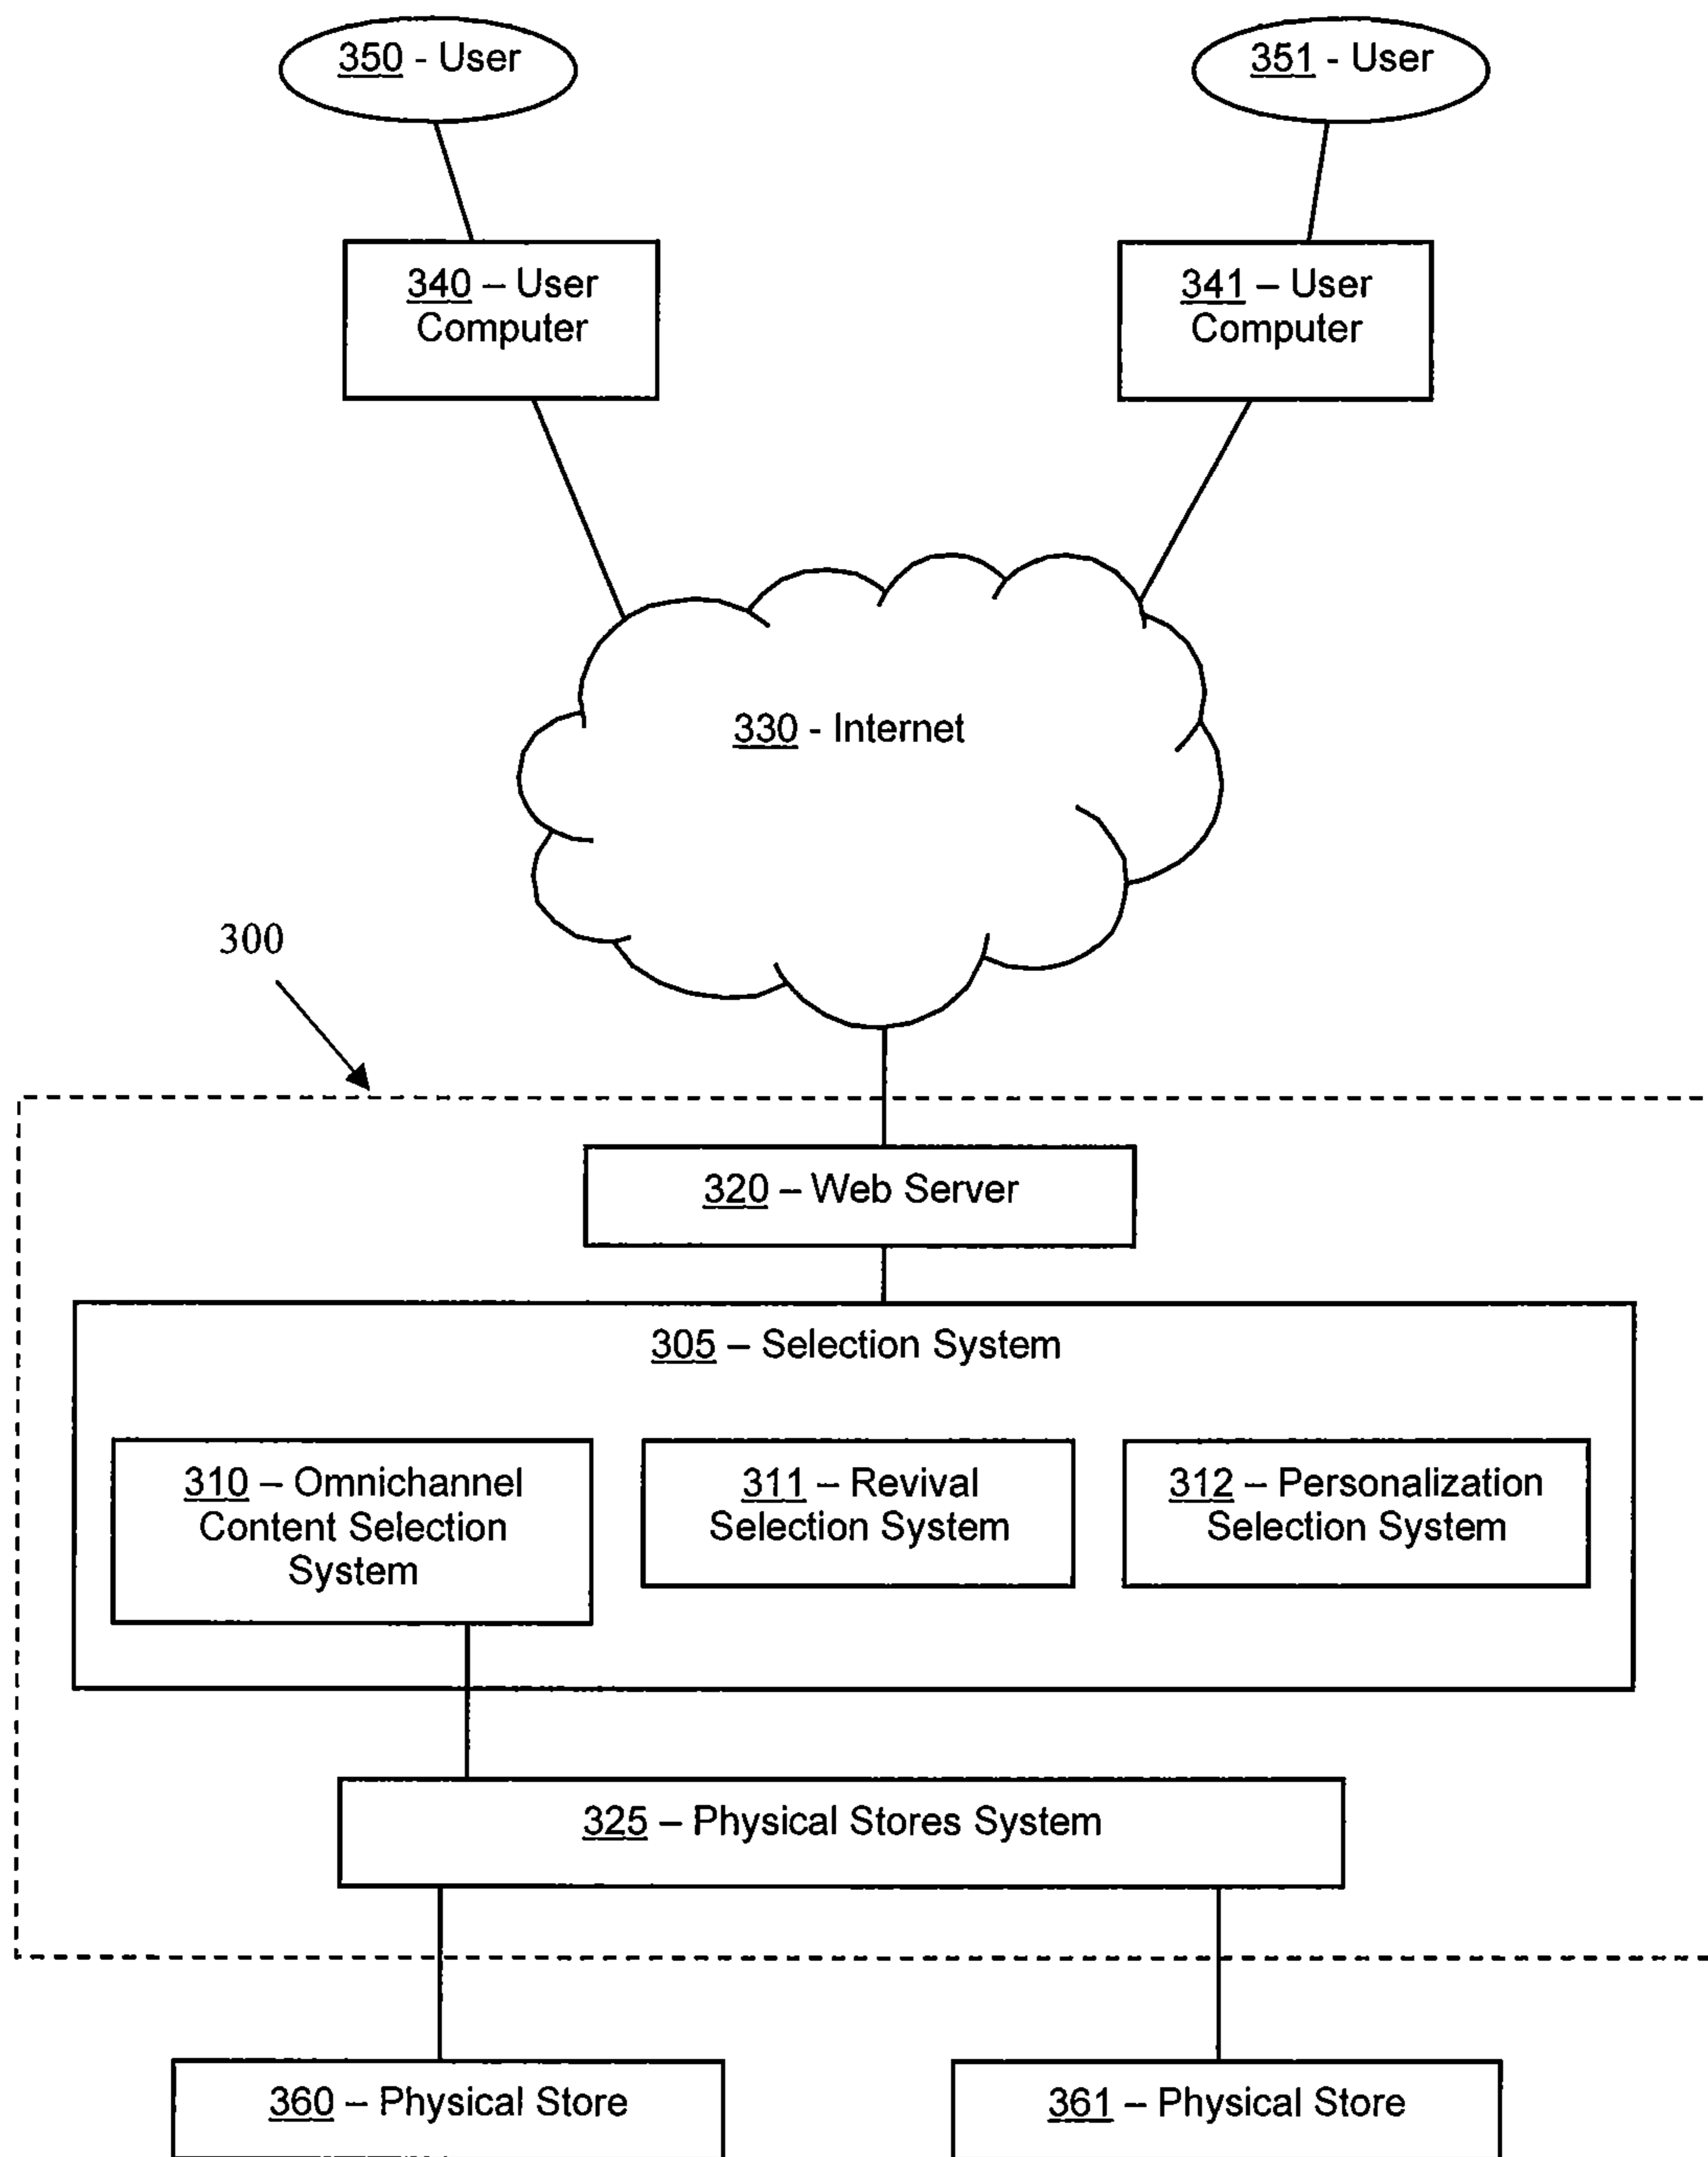 350 - User
351 - User
340 – User
Computer
341 – User
Computer
330 - Internet
300
320 – Web Server
305 – Selection System
310 – Omnichannel
Content Selection
System
311 – Revival
Selection System
312 – Personalization
Selection System
325 – Physical Stores System
360 – Physical Store
361 – Physical Store